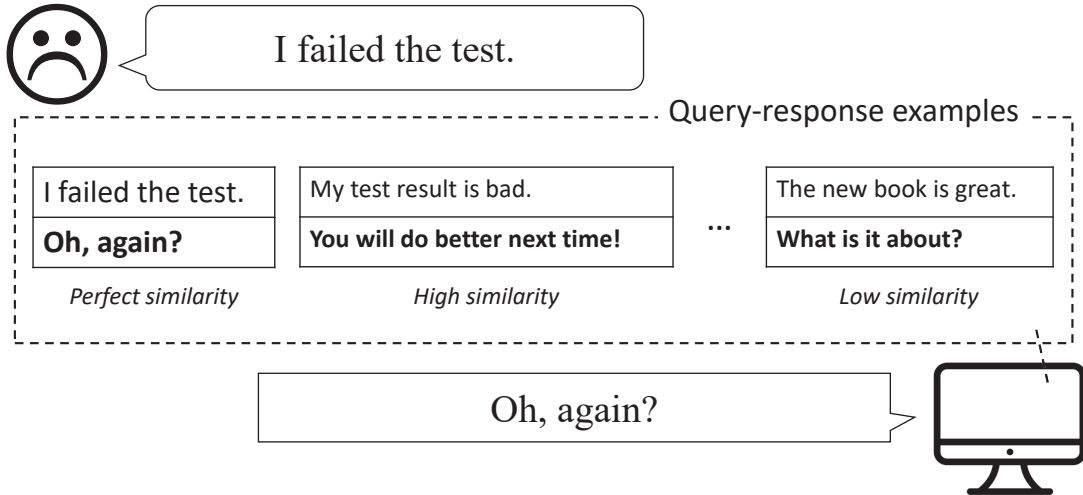 I failed the test.
Query-response examples
I failed the test.
Oh, again?
Perfect similarity
My test result is bad.
You will do better next time!
High similarity
...
The new book is great.
What is it about?
Low similarity
Oh, again?